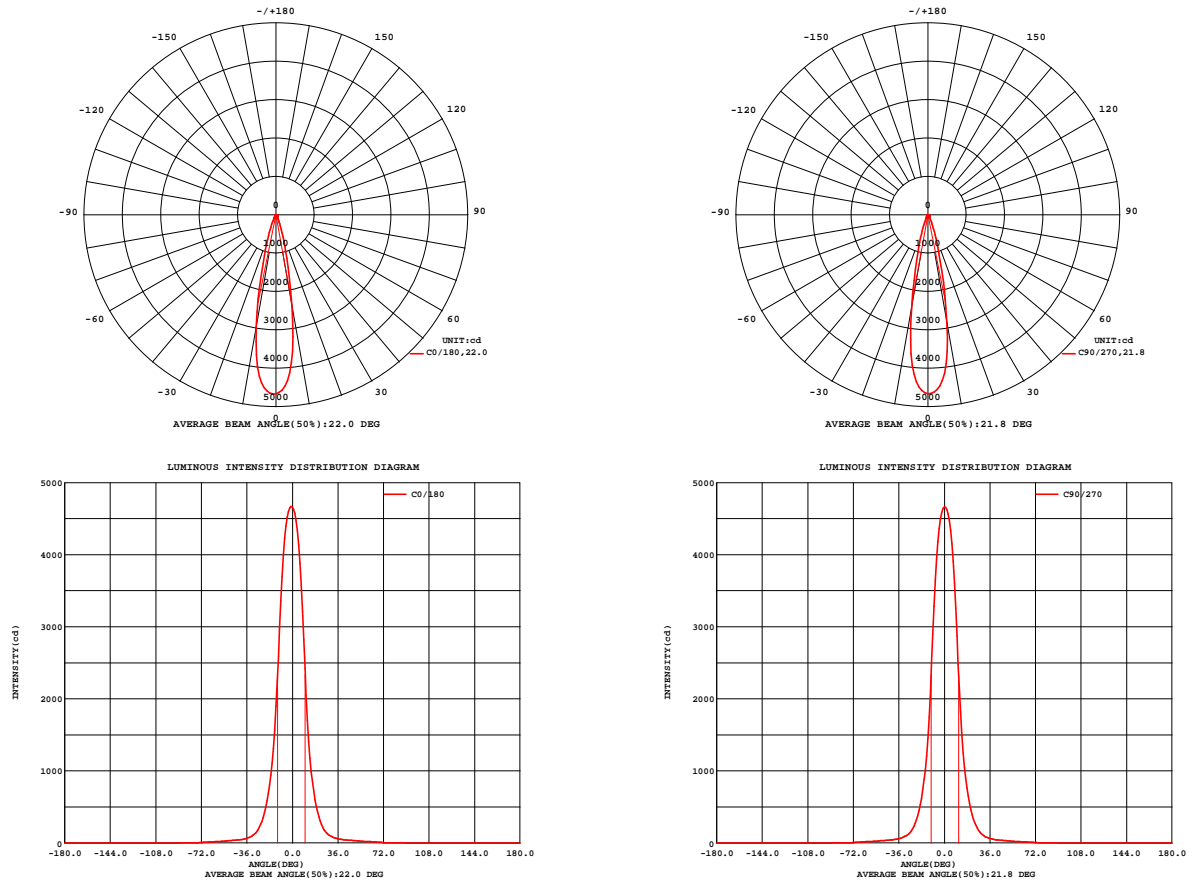 -/+180
-150
150
-120
120
0
-90
90
1000
2000
-60
60
3000
UNIT:cd
C0/180,22.0
4000
-30
30
5000
0
AVERAGE BEAM ANGLE(50%):22.0 DEG
-/+180
-150
150
-120
120
0
-90
90
1000
2000
-60
60
3000
UNIT:cd
C90/270,21.8
4000
-30
30
5000
0
AVERAGE BEAM ANGLE(50%):21.8 DEG
LUMINOUS INTENSITY DISTRIBUTION DIAGRAM
5000
C0/180
4000
3000
INTENSITY(cd)
2000
1000
0
-180.0 -144.0 -108.0 -72.0 -36.0 0.0 36.0 72.0 108.0 144.0 180.0
ANGLE(DEG)
AVERAGE BEAM ANGLE(50%):22.0 DEG
LUMINOUS INTENSITY DISTRIBUTION DIAGRAM
5000
C90/270
4000
3000
INTENSITY(cd)
2000
1000
0
-180.0 -144.0 -108.0 -72.0 -36.0 0.0 36.0 72.0 108.0 144.0 180.0
ANGLE(DEG)
AVERAGE BEAM ANGLE(50%):21.8 DEG